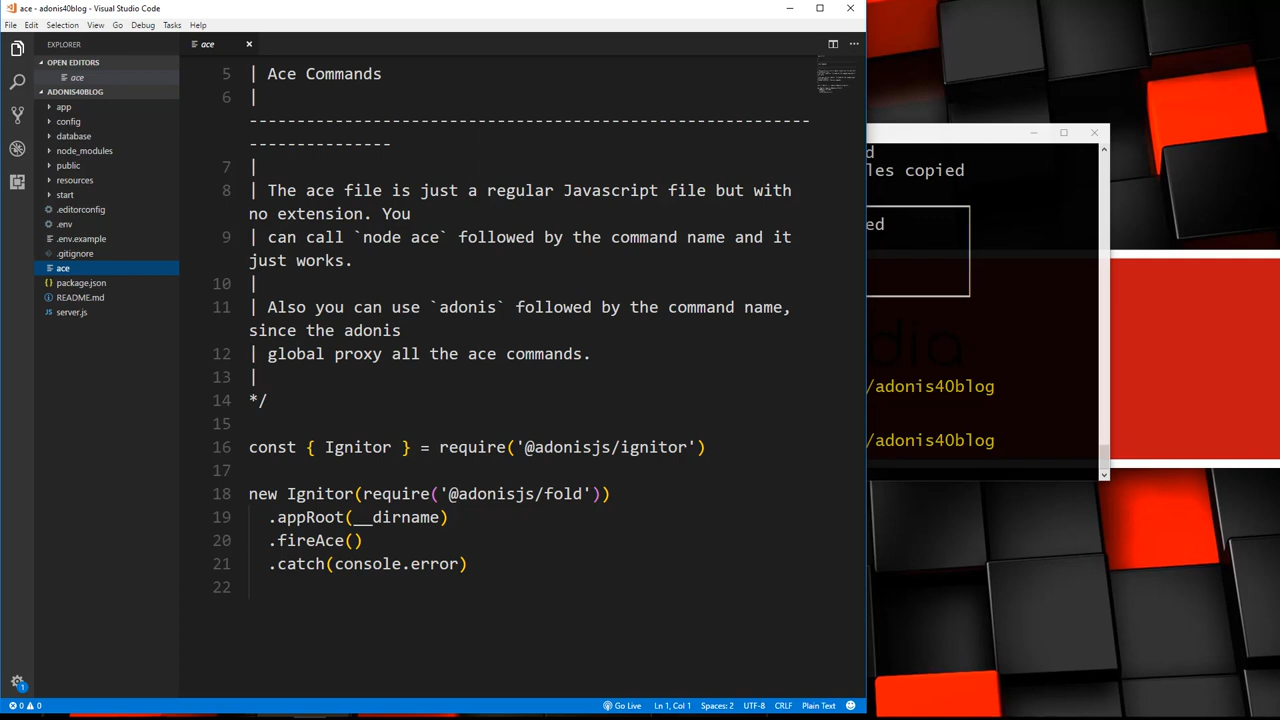 ace - adonis40blog - Visual Studio Code
File Edit Selection View Go Debug Tasks Help
EXPLORER
OPEN EDITORS
ace
ADONIS40BLOG
app
config
database
node_modules
public
resources
start
.editorconfig
.env
.env.example
.gitignore
ace
package.json
README.md
server.js
1
ace
5 | Ace Commands
6 |
--------------------------------------------------------------------------
7 |
8 | The ace file is just a regular Javascript file but with
no extension. You
9 | can call `node ace` followed by the command name and it
just works.
10 |
11 | Also you can use `adonis` followed by the command name,
since the adonis
12 | global proxy all the ace commands.
13 |
14 */
15
16 const { Ignitor } = require('@adonisjs/ignitor')
17
18 new Ignitor(require('@adonisjs/fold'))
19 .appRoot(__dirname)
20 .fireAce()
21 .catch(console.error)
22
d
les copied
ed
dia
/adonis40blog
/adonis40blog
0 0
Go Live Ln 1, Col 1 Spaces: 2 UTF-8 CRLF Plain Text